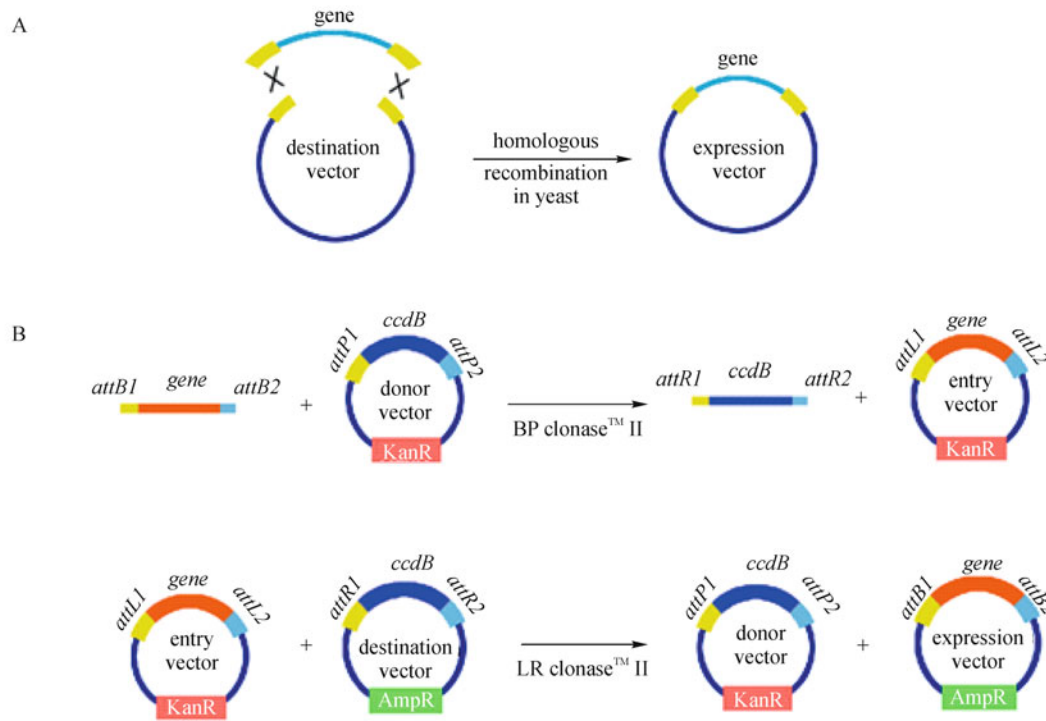 A
gene
destination
vector
homologous
recombination
in yeast
gene
expression
vector
B
attB1 gene attB2
+
attP1 ccdB attP2
donor
vector
KanR
BP clonase™ II
attR1 ccdB attR2
+
attL1 gene attL2
entry
vector
KanR
attL1 gene attL2
entry
vector
KanR
+
attR1 ccdB attR2
destination
vector
AmpR
LR clonase™ II
attP1 ccdB attP2
donor
vector
KanR
+
attB1 gene attB2
expression
vector
AmpR